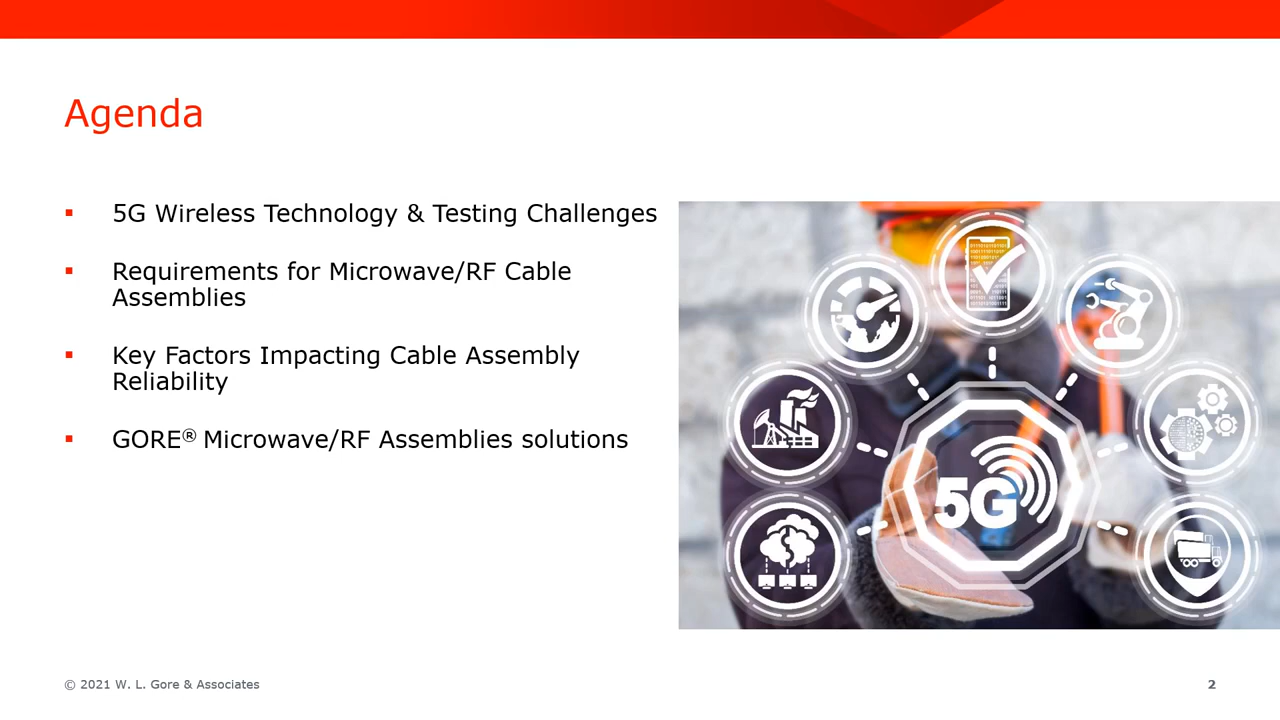 Agenda
▪ 5G Wireless Technology & Testing Challenges
▪ Requirements for Microwave/RF Cable
Assemblies
▪ Key Factors Impacting Cable Assembly
Reliability
▪ GORE® Microwave/RF Assemblies solutions
5G
© 2021 W. L. Gore & Associates
2